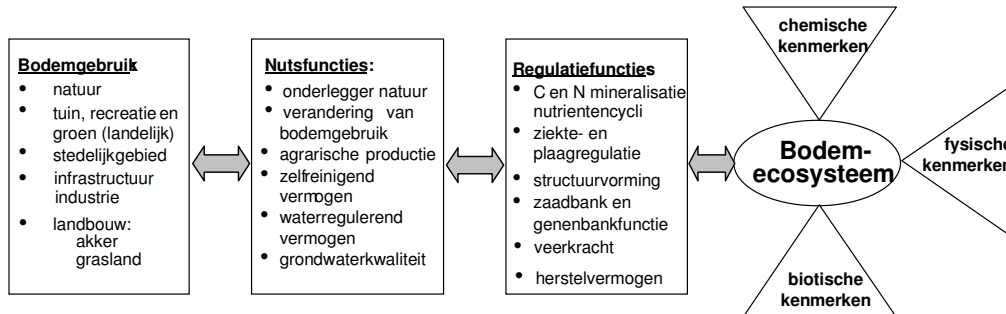 Bodemgebruik:
natuur
tuin, recreatie en
groen (landelijk)
stedelijk gebied
infrastructuur
industrie
landbouw:
akker
grasland
Nutsfuncties:
onderlegger natuur
verandering van
bodemgebruik
agrarische productie
zelfreinigend
vermogen
waterregulerend
vermogen
grondwaterkwaliteit
Regulatiefuncties
C en N mineralisatie
nutrientencycli
ziekte- en
plaagregulatie
structuurvorming
zaadbank en
genenbankfunctie
veerkracht
herstelvermogen
chemische
kenmerken
Bodem-
ecosysteem
fysische
kenmerken
biotische
kenmerken